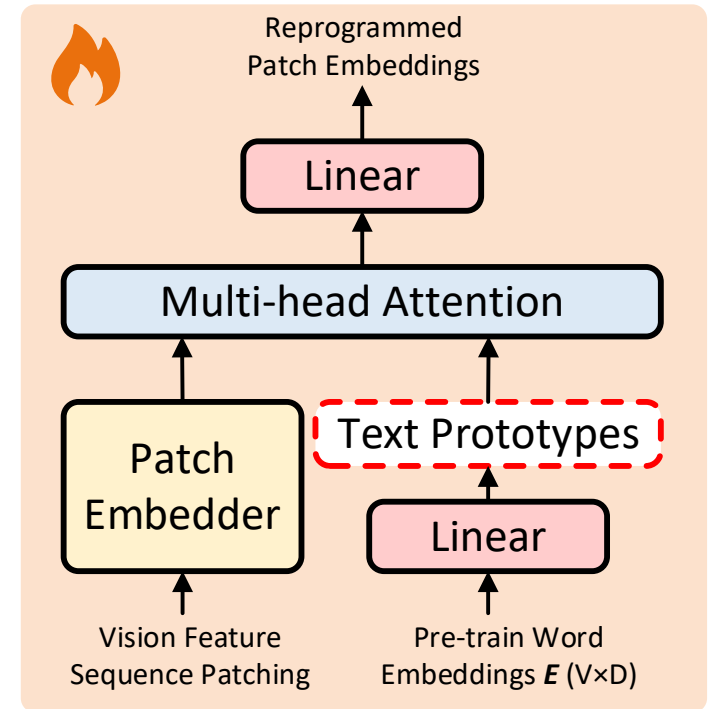 Reprogrammed
Patch Embeddings
Linear
Multi-head Attention
Patch
Embedder
Text Prototypes
Linear
Vision Feature
Sequence Patching
Pre-train Word
Embeddings E (V×D)